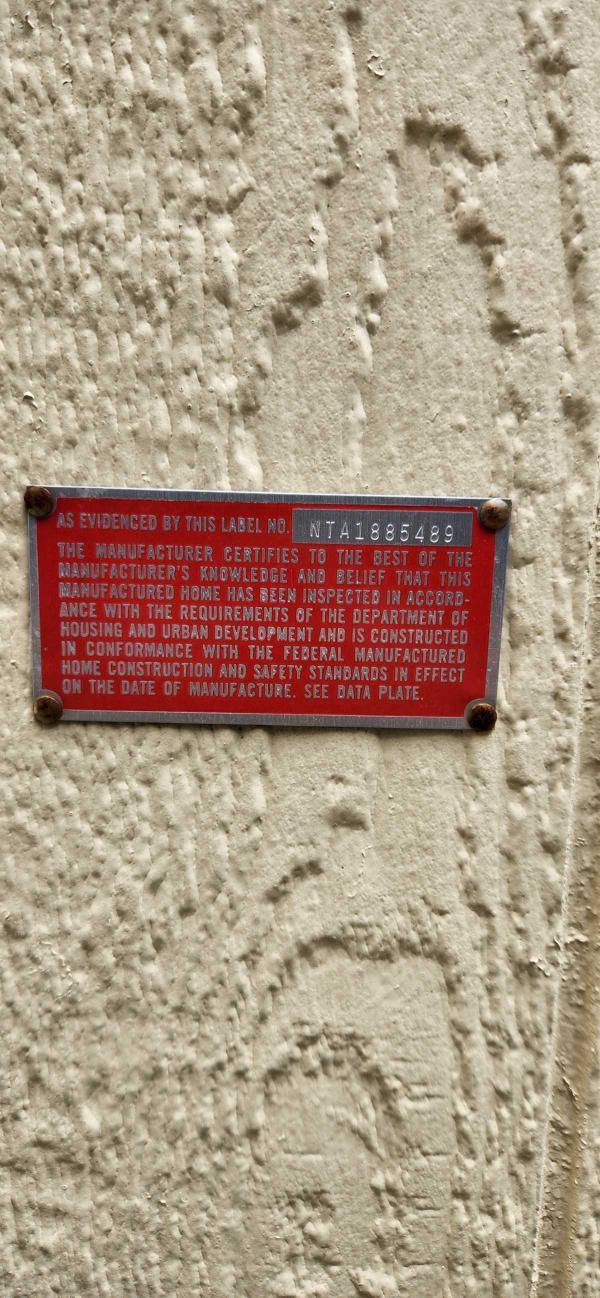 AS EVIDENCED BY THIS LABEL NO. NTA1885489
THE MANUFACTURER CERTIFIES TO THE BEST OF THE
MANUFACTURER'S KNOWLEDGE AND BELIEF THAT THIS
MANUFACTURED HOME HAS BEEN INSPECTED IN ACCORD-
ANCE WITH THE REQUIREMENTS OF THE DEPARTMENT OF
HOUSING AND URBAN DEVELOPMENT AND IS CONSTRUCTED
IN CONFORMANCE WITH THE FEDERAL MANUFACTURED
HOME CONSTRUCTION AND SAFETY STANDARDS IN EFFECT
ON THE DATE OF MANUFACTURE. SEE DATA PLATE.